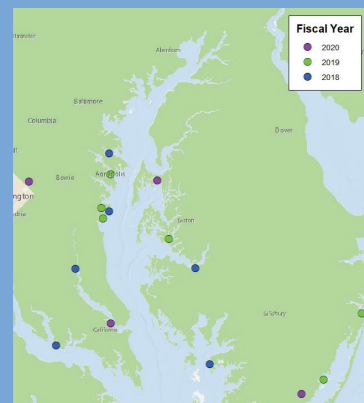 Fiscal Year
2020
2019
2018
Aberdeen
Baltimore
Columbia
Dover
Bowie
Annapolis
ngton
Easton
Salisbury
California